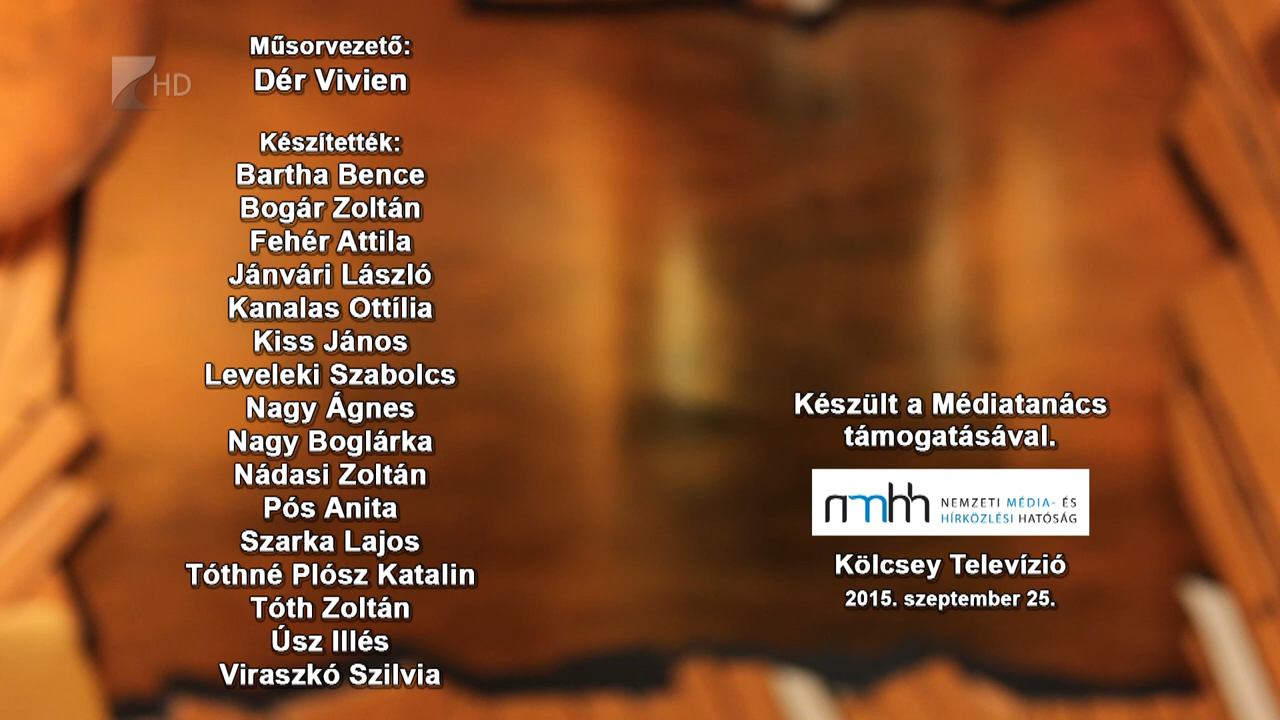 HD
Műsorvezető:
Dér Vivien
Készítették:
Bartha Bence
Bogár Zoltán
Fehér Attila
Jánvári László
Kanalas Ottília
Kiss János
Leveleki Szabolcs
Nagy Ágnes
Nagy Boglárka
Nádasi Zoltán
Pós Anita
Szarka Lajos
Tóthné Plósz Katalin
Tóth Zoltán
Úsz Illés
Viraszkó Szilvia
Készült a Médiatanács
támogatásával.
nmhh
NEMZETI MÉDIA- ÉS
HÍRKÖZLÉSI HATÓSÁG
Kölcsey Televízió
2015. szeptember 25.